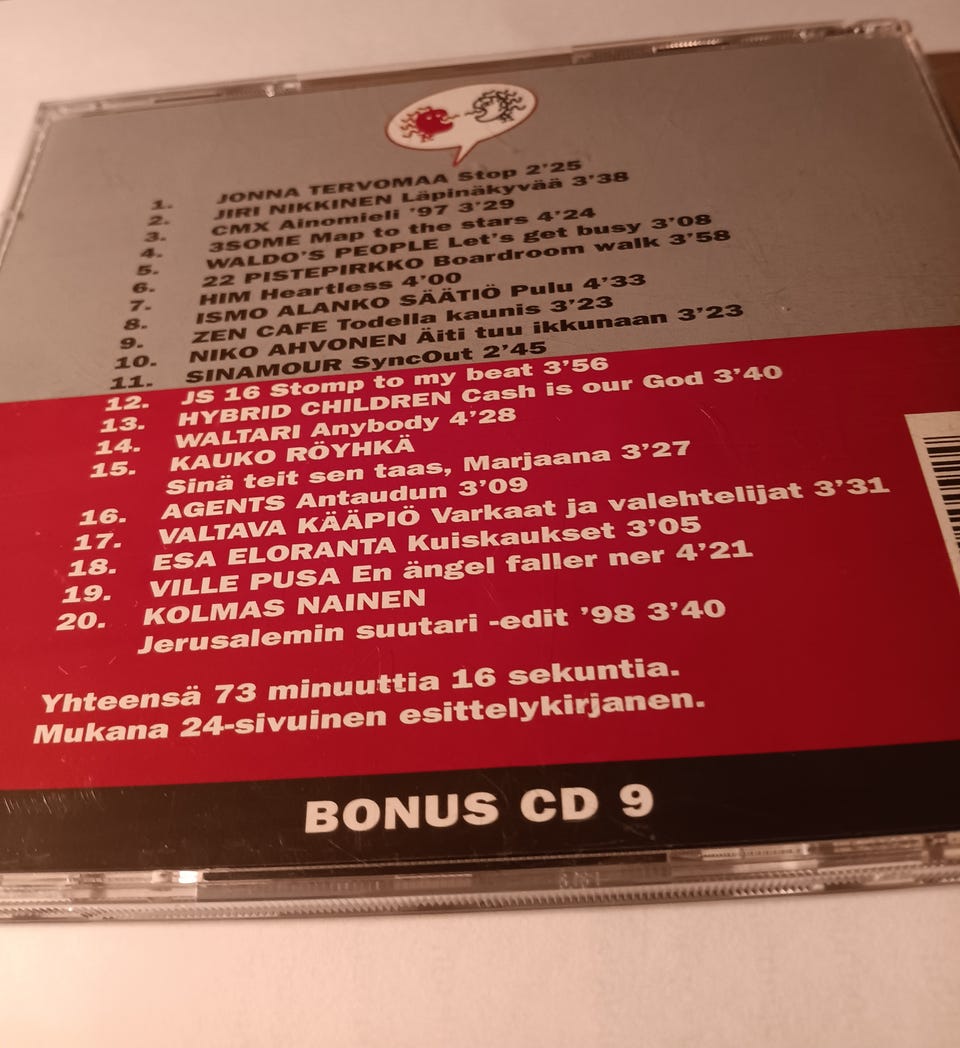 1. JONNA TERVOMAA Stop 2'25
2. JIRI NIKKINEN Läpinäkyvää 3'38
3. CMX Ainomieli '97 3'29
4. 3SOME Map to the stars 4'24
5. WALDO'S PEOPLE Let's get busy 3'08
6. 22 PISTEPIRKKO Boardroom walk 3'58
7. HIM Heartless 4'00
8. ISMO ALANKO SÄÄTIÖ Pulu 4'33
9. ZEN CAFE Todella kaunis 3'23
10. NIKO AHVONEN Äiti tuu ikkunaan 3'23
11. SINAMOUR SyncOut 2'45
12. JS 16 Stomp to my beat 3'56
13. HYBRID CHILDREN Cash is our God 3'40
14. WALTARI Anybody 4'28
15. KAUKO RÖYHKÄ
Sinä teit sen taas, Marjaana 3'27
16. AGENTS Antaudun 3'09
17. VALTAVA KÄÄPIÖ Varkaat ja valehtelijat 3'31
18. ESA ELORANTA Kuiskaukset 3'05
19. VILLE PUSA En ängel faller ner 4'21
20. KOLMAS NAINEN
Jerusalemin suutari -edit '98 3'40
Yhteensä 73 minuuttia 16 sekuntia.
Mukana 24-sivuinen esittelykirjanen.
BONUS CD 9